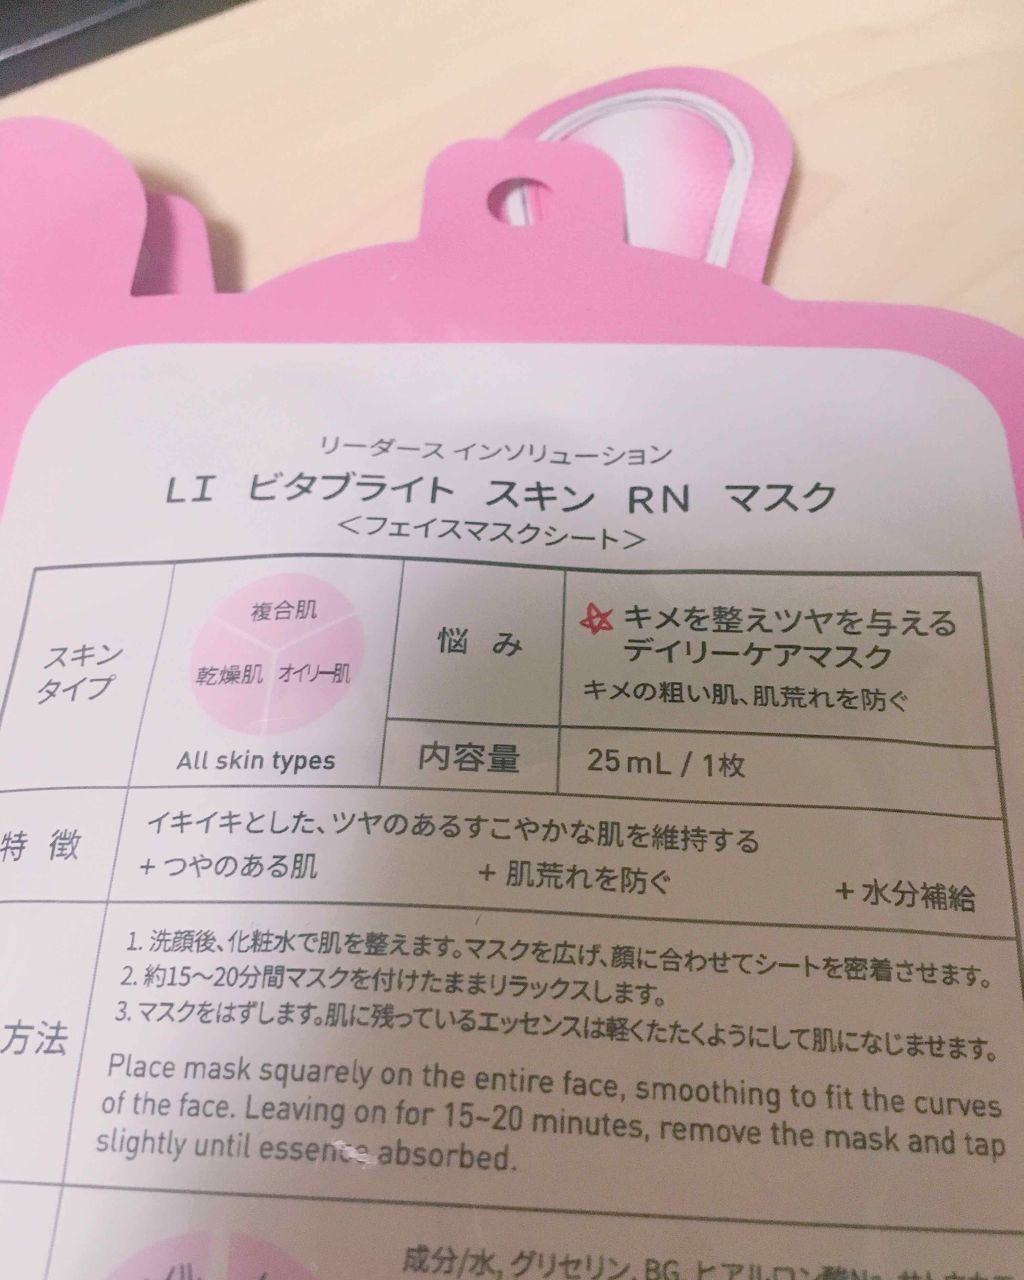 リーダース インソリューション
LI ビタブライト スキン RN マスク
<フェイスマスクシート>
スキン
タイプ
複合肌
乾燥肌 オイリー肌
All skin types
悩み
キメを整えツヤを与える
デイリーケアマスク
キメの粗い肌、肌荒れを防ぐ
内容量
25mL / 1枚
特徴
イキイキとした、ツヤのあるすこやかな肌を維持する
+ つやのある肌 + 肌荒れを防ぐ + 水分補給
方法
1. 洗顔後、化粧水で肌を整えます。マスクを広げ、顔に合わせてシートを密着させます。
2. 約15～20分間マスクを付けたままリラックスします。
3. マスクをはずします。肌に残っているエッセンスは軽くたたくようにして肌になじませます。
Place mask squarely on the entire face, smoothing to fit the curves
of the face. Leaving on for 15~20 minutes, remove the mask and tap
slightly until essence absorbed.
成分/水, グリセリン, BG, ヒアルロン酸Na,